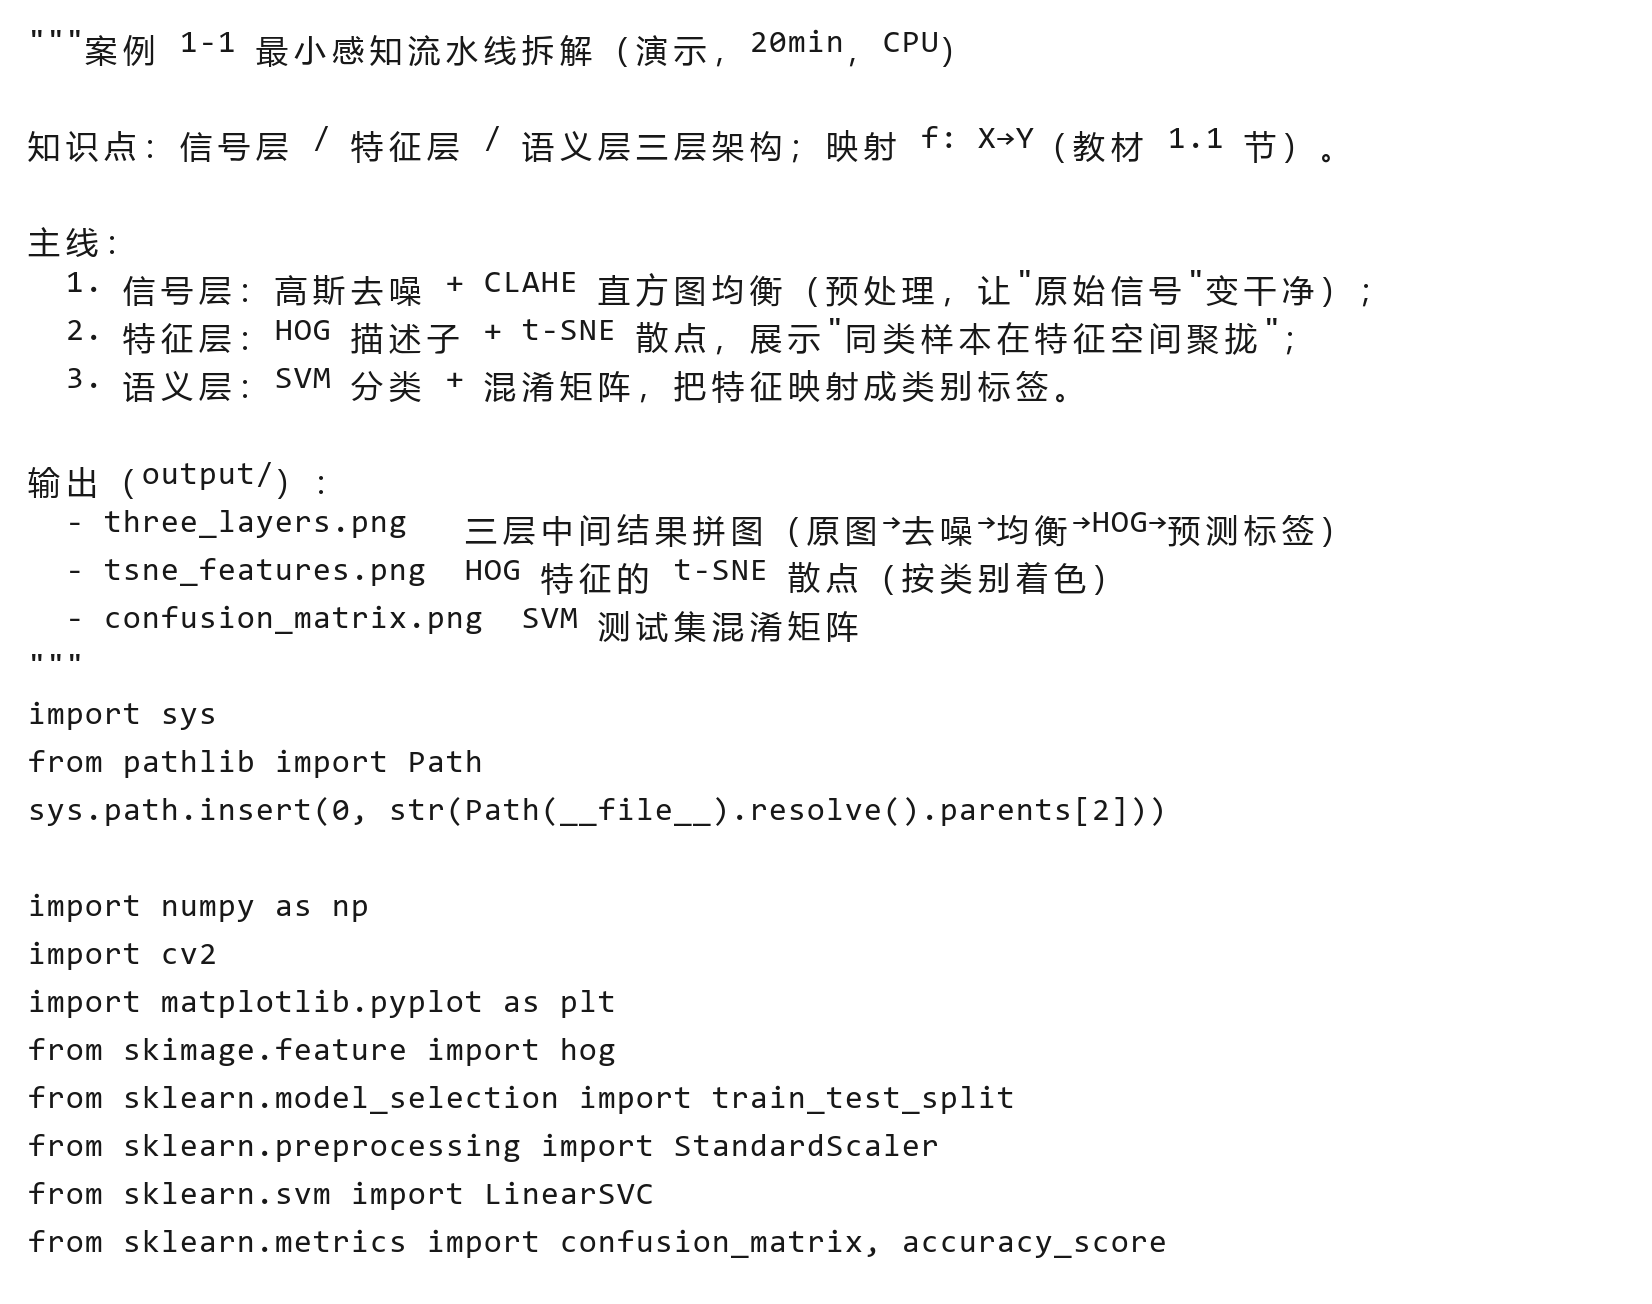 """案例 1-1 最小感知流水线拆解（演示，20min，CPU）
知识点：信号层 / 特征层 / 语义层三层架构；映射 f: X→Y（教材 1.1 节）。
主线：
1. 信号层：高斯去噪 + CLAHE 直方图均衡（预处理，让"原始信号"变干净）；
2. 特征层：HOG 描述子 + t-SNE 散点，展示"同类样本在特征空间聚拢"；
3. 语义层：SVM 分类 + 混淆矩阵，把特征映射成类别标签。
输出（output/）：
- three_layers.png   三层中间结果拼图（原图→去噪→均衡→HOG→预测标签）
- tsne_features.png  HOG 特征的 t-SNE 散点（按类别着色）
- confusion_matrix.png  SVM 测试集混淆矩阵
"""
import sys
from pathlib import Path
sys.path.insert(0, str(Path(__file__).resolve().parents[2]))
import numpy as np
import cv2
import matplotlib.pyplot as plt
from skimage.feature import hog
from sklearn.model_selection import train_test_split
from sklearn.preprocessing import StandardScaler
from sklearn.svm import LinearSVC
from sklearn.metrics import confusion_matrix, accuracy_score